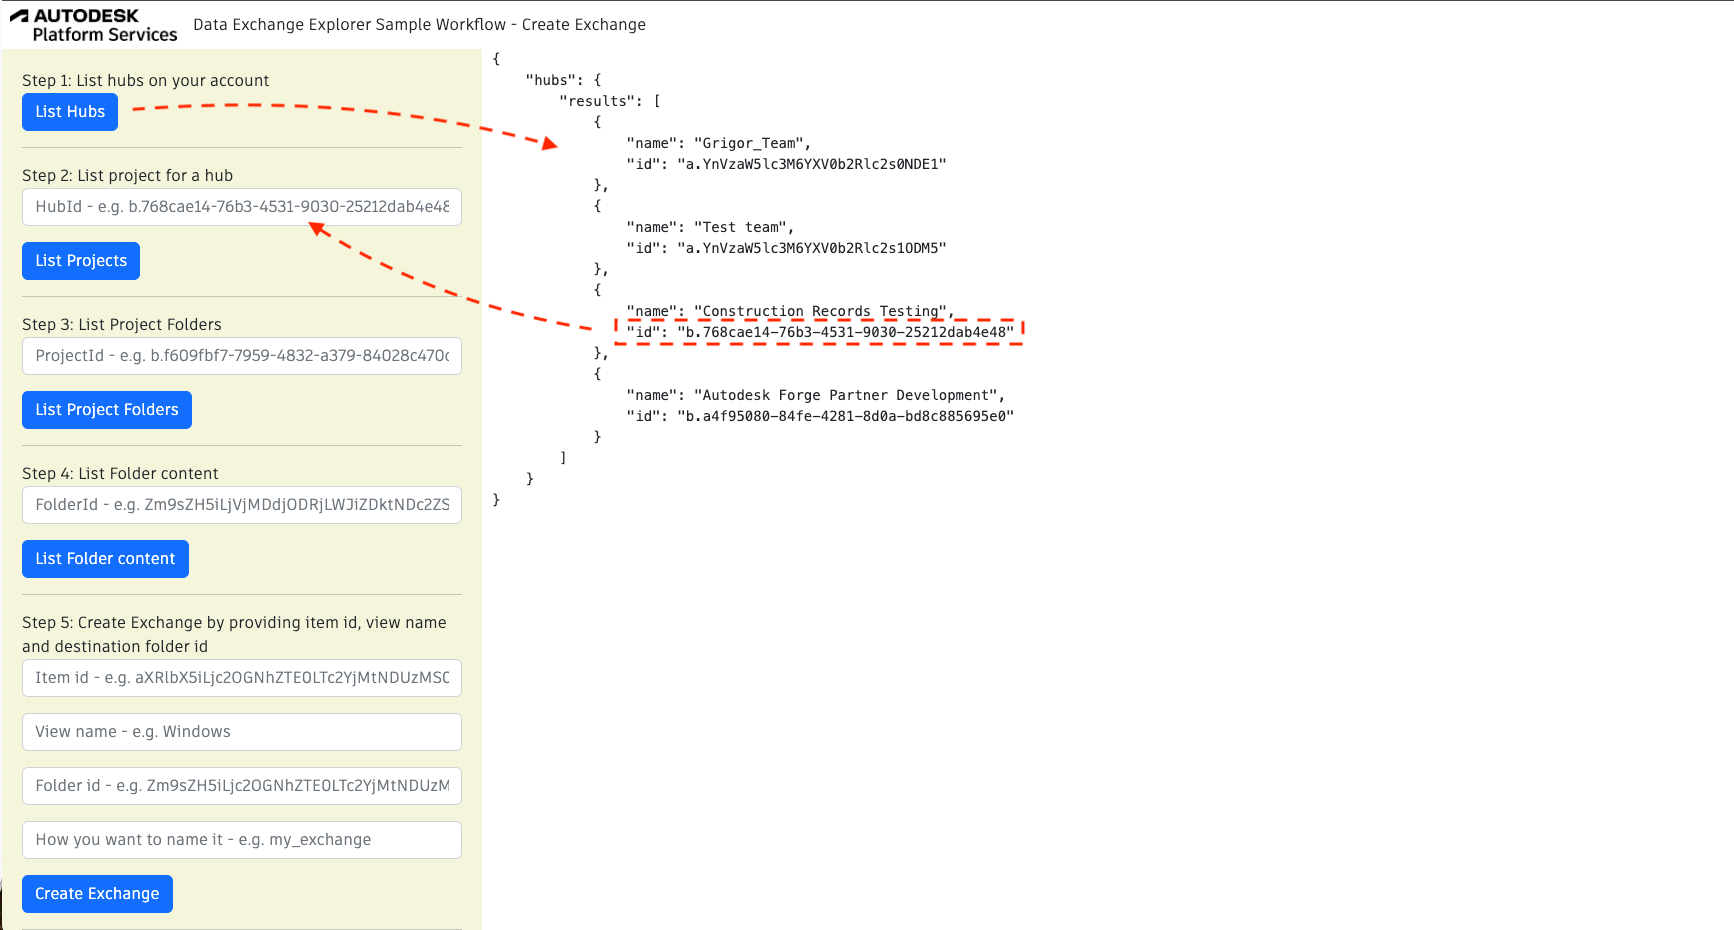 AUTODESK
Platform Services
Data Exchange Explorer Sample Workflow - Create Exchange
Step 1: List hubs on your account
List Hubs
Step 2: List project for a hub
HubId - e.g. b.768cae14-76b3-4531-9030-25212dab4e48
List Projects
Step 3: List Project Folders
ProjectId - e.g. b.f609fbf7-7959-4832-a379-84028c470c
List Project Folders
Step 4: List Folder content
FolderId - e.g. Zm9sZH5iLjVjMDdjODRjLWJiZDktNDc2ZS
List Folder content
Step 5: Create Exchange by providing item id, view name
and destination folder id
Item id - e.g. aXRlbX5iLjc2OGNhZTE0LTc2YjMtNDUzMS0
View name - e.g. Windows
Folder id - e.g. Zm9sZH5iLjc2OGNhZTE0LTc2YjMtNDUzM
How you want to name it - e.g. my_exchange
Create Exchange
{
"hubs": {
"results": [
{
"name": "Grigor_Team",
"id": "a.YnVzaW5lc3M6YXV0b2Rlc2s0NDE1"
},
{
"name": "Test team",
"id": "a.YnVzaW5lc3M6YXV0b2Rlc2s1ODM5"
},
{
"name": "Construction Records Testing",
"id": "b.768cae14-76b3-4531-9030-25212dab4e48"
},
{
"name": "Autodesk Forge Partner Development",
"id": "b.a4f95080-84fe-4281-8d0a-bd8c885695e0"
}
]
}
}